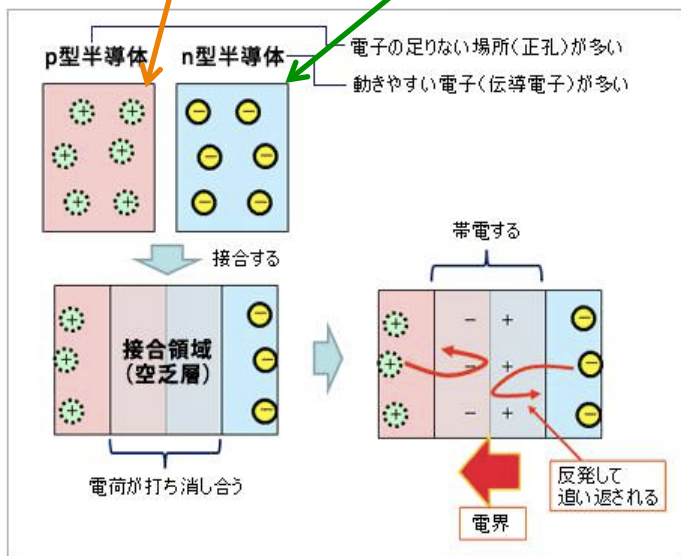 電子の足りない場所(正孔)が多い
p型半導体 n型半導体
動きやすい電子(伝導電子)が多い
+ + − −
+ + − −
+ + − −
接合する
帯電する
+ − + − + −
接合領域
(空乏層)
+ − + − + −
+ − + − + −
電荷が打ち消し合う
反発して
追い返される
電界